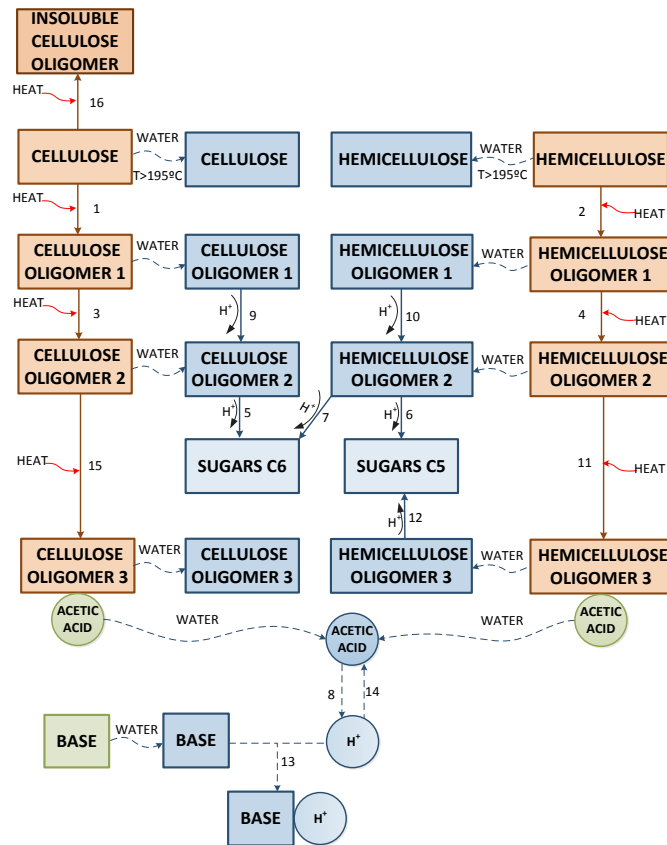 INSOLUBLE
CELLULOSE
OLIGOMER
HEAT
16
CELLULOSE
WATER
T>195ºC
CELLULOSE
HEMICELLULOSE
WATER
T>195ºC
HEMICELLULOSE
HEAT
1
2
HEAT
CELLULOSE
OLIGOMER 1
WATER
CELLULOSE
OLIGOMER 1
HEMICELLULOSE
OLIGOMER 1
WATER
HEMICELLULOSE
OLIGOMER 1
HEAT
3
H+
9
H+
10
4
HEAT
CELLULOSE
OLIGOMER 2
WATER
CELLULOSE
OLIGOMER 2
HEMICELLULOSE
OLIGOMER 2
WATER
HEMICELLULOSE
OLIGOMER 2
H+
5
H+
7
H+
6
HEAT
15
SUGARS C6
SUGARS C5
11
HEAT
H+
12
CELLULOSE
OLIGOMER 3
WATER
CELLULOSE
OLIGOMER 3
HEMICELLULOSE
OLIGOMER 3
WATER
HEMICELLULOSE
OLIGOMER 3
ACETIC
ACID
WATER
ACETIC
ACID
WATER
ACETIC
ACID
8
14
BASE
WATER
BASE
H+
13
BASE
H+